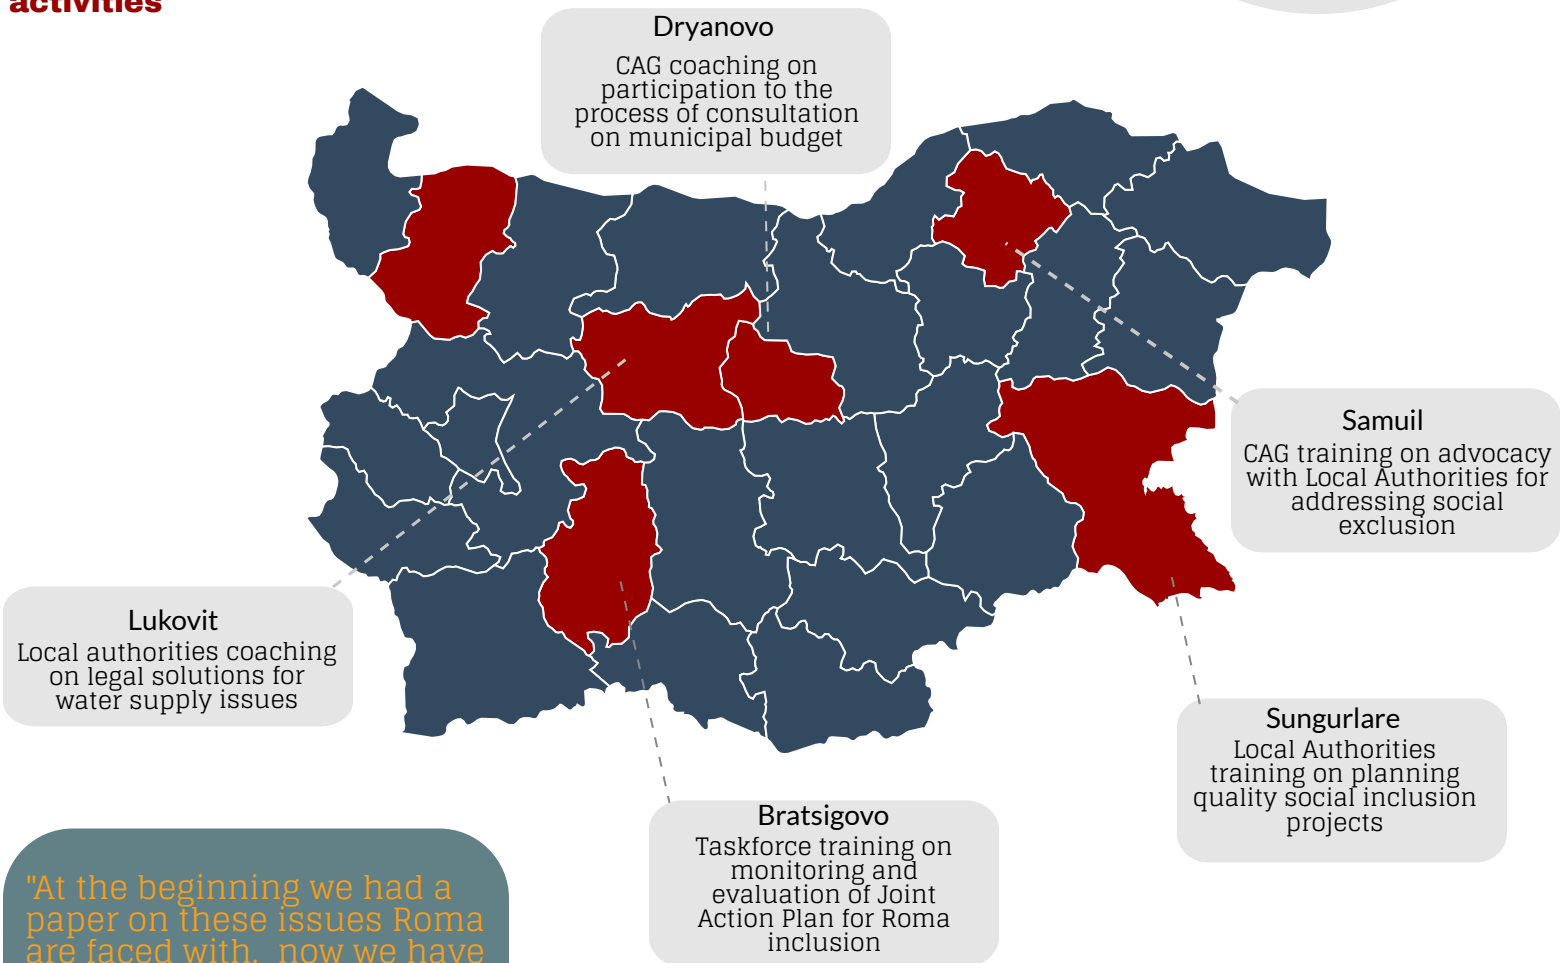 activities
Dryanovo
CAG coaching on
participation to the
process of consultation
on municipal budget
Samuil
CAG training on advocacy
with Local Authorities for
addressing social
exclusion
Lukovit
Local authorities coaching
on legal solutions for
water supply issues
Sungurlare
Local Authorities
training on planning
quality social inclusion
projects
Bratsigovo
Taskforce training on
monitoring and
evaluation of Joint
Action Plan for Roma
inclusion
"At the beginning we had a
paper on these issues Roma
are faced with, now we have